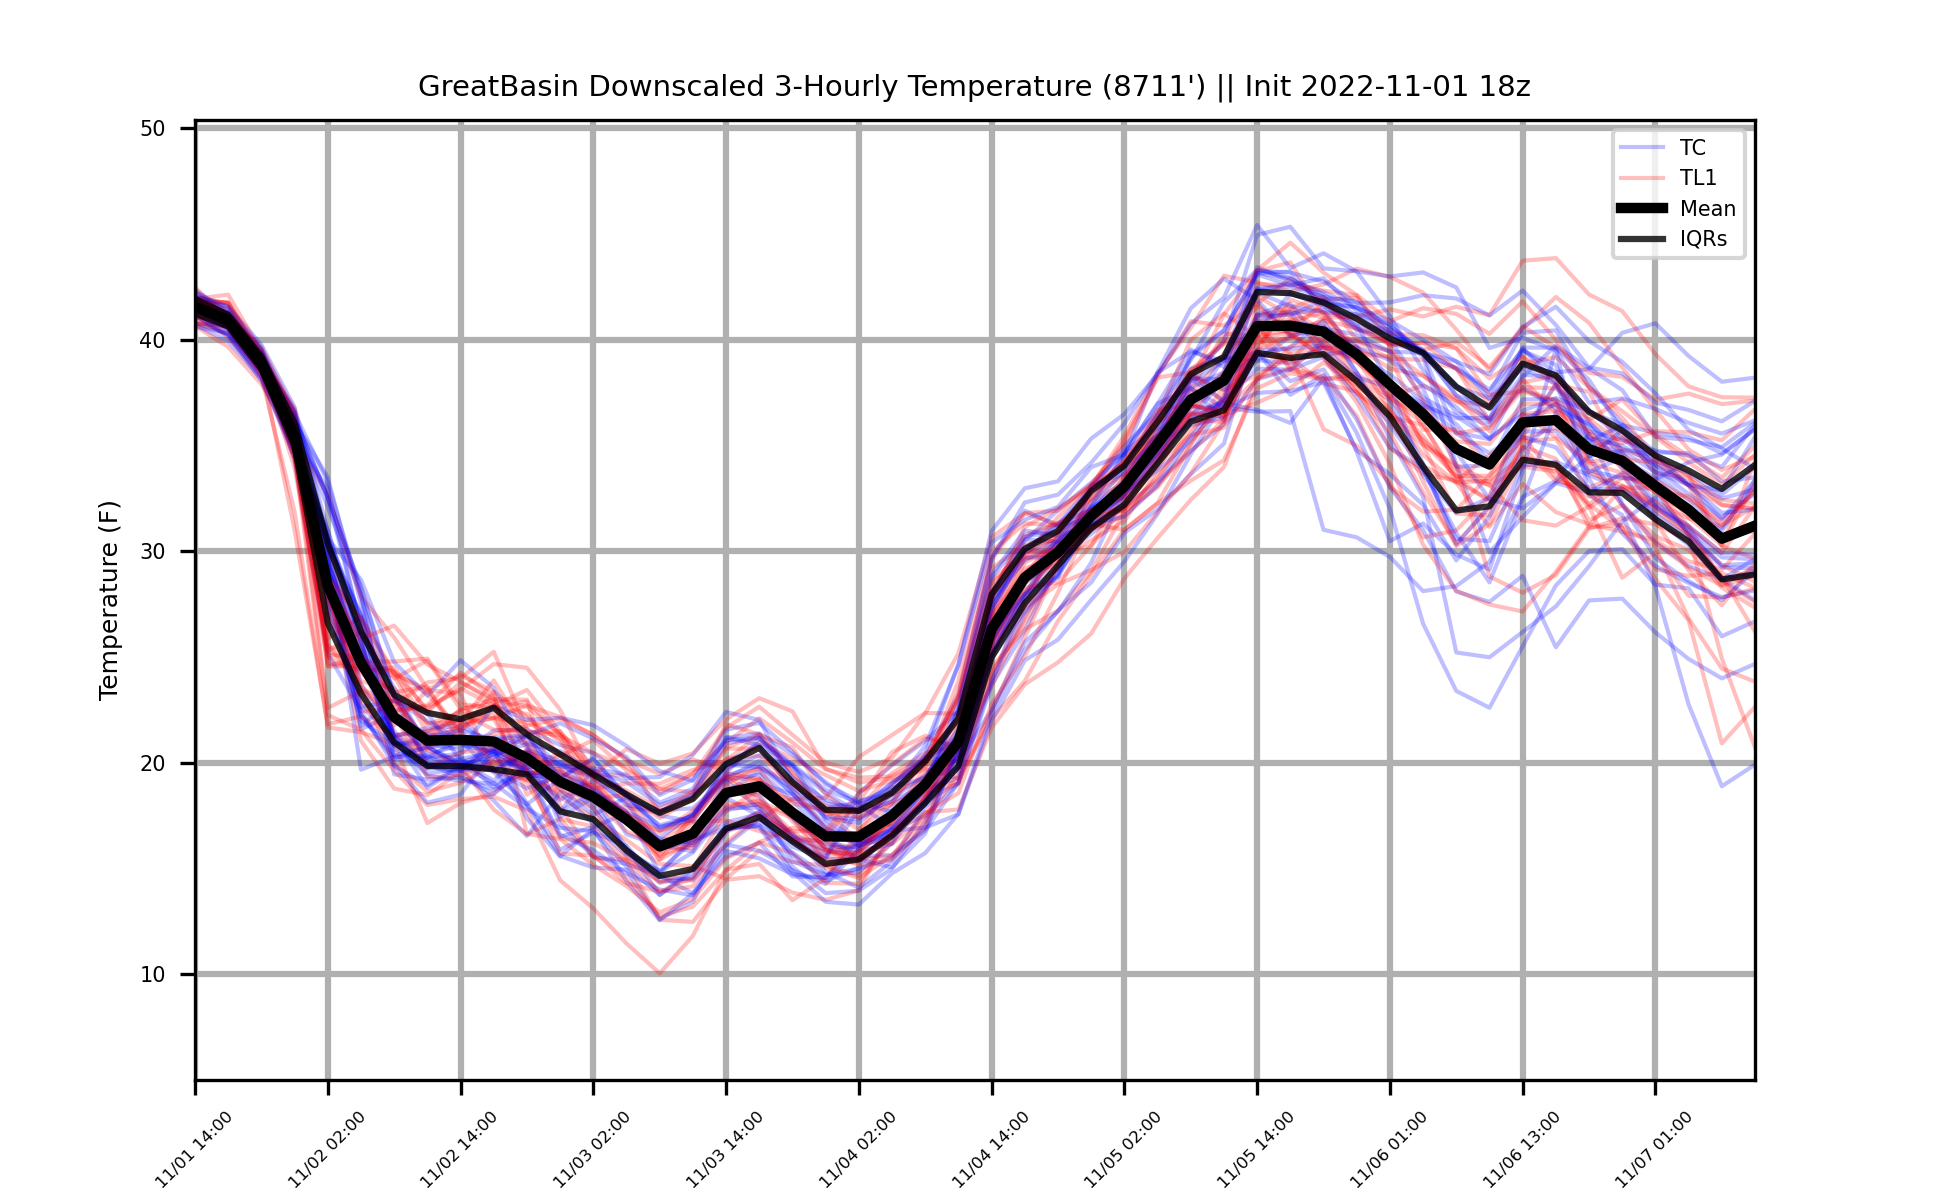 GreatBasin Downscaled 3-Hourly Temperature (8711') || Init 2022-11-01 18z
TC
TL1
Mean
IQRs
Temperature (F)
50
40
30
20
10
11/01 14:00
11/02 02:00
11/02 14:00
11/03 02:00
11/03 14:00
11/04 02:00
11/04 14:00
11/05 02:00
11/05 14:00
11/06 01:00
11/06 13:00
11/07 01:00